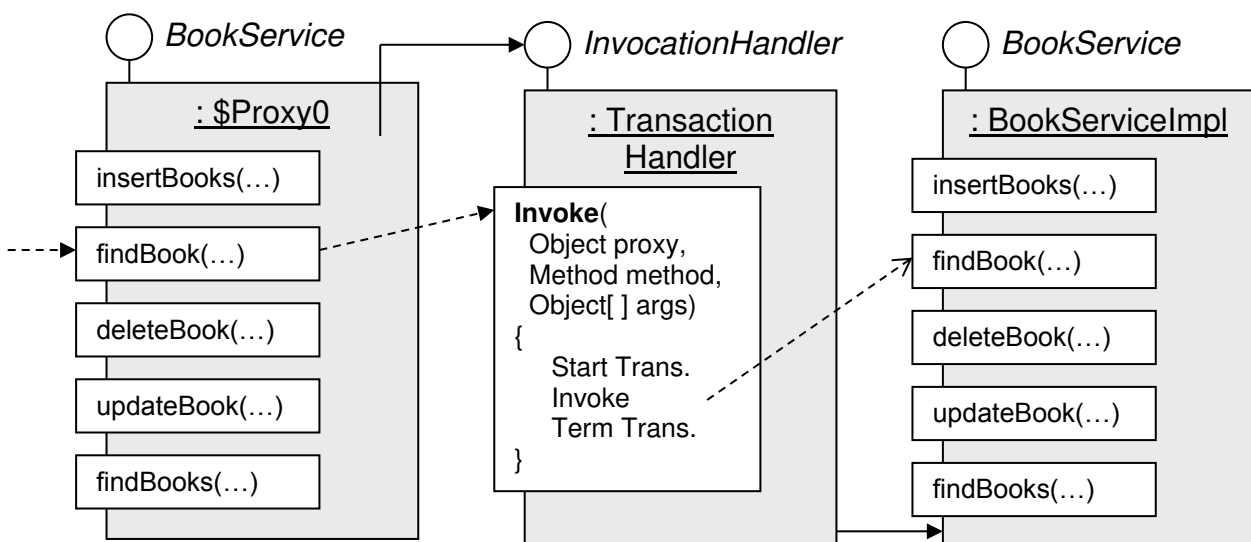 BookService
: $Proxy0
insertBooks(…)
findBook(…)
deleteBook(…)
updateBook(…)
findBooks(…)
InvocationHandler
: Transaction
Handler
Invoke(
Object proxy,
Method method,
Object[ ] args)
{
Start Trans.
Invoke
Term Trans.
}
BookService
: BookServiceImpl
insertBooks(…)
findBook(…)
deleteBook(…)
updateBook(…)
findBooks(…)